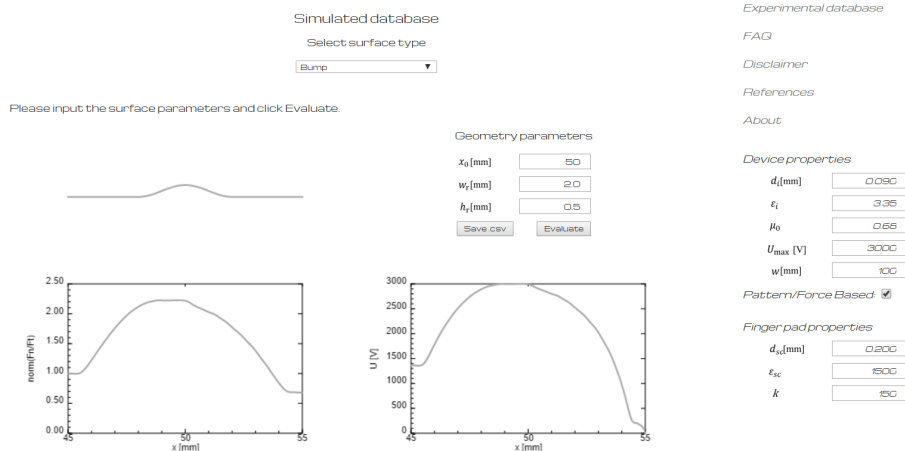 Simulated database
Select surface type
Bump
Please input the surface parameters and click Evaluate.
Geometry parameters
x₀[mm] 50
wᵣ[mm] 2.0
hᵣ[mm] 0.5
Save .csv Evaluate
2.50
2.00
1.50
1.00
0.50
0.00
norm(Fn/Ft)
45 50 55
x [mm]
3000
2500
2000
1500
1000
500
0
U [V]
45 50 55
x [mm]
Experimental database
FAQ
Disclaimer
References
About
Device properties
dᵢ[mm] 0.090
εᵢ 3.35
μ₀
Umax [V] 3000
w[mm] 100
Pattern/Force Based:
Finger pad properties
dsc[mm] 0.200
εsc 1500
k 150